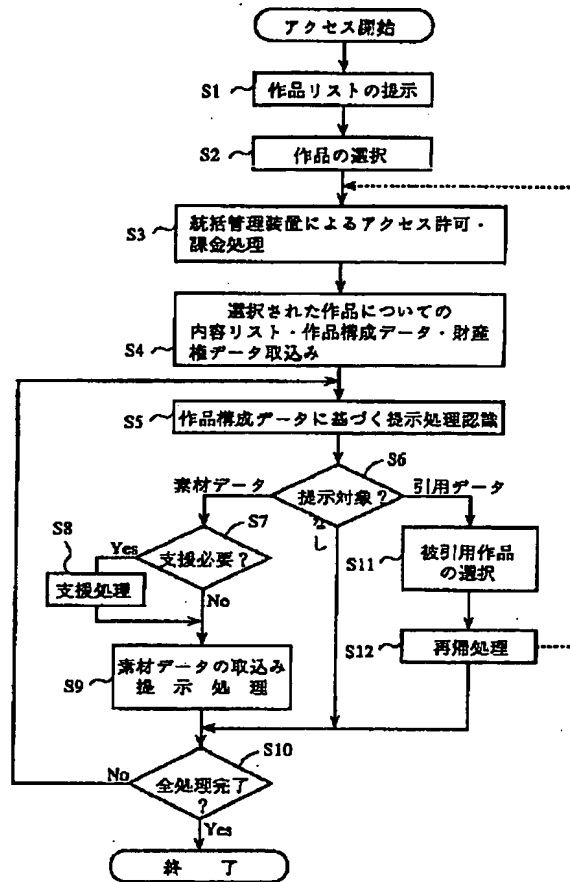 アクセス開始
S1
作品リストの提示
S2
作品の選択
S3
統括管理装置によるアクセス許可・
課金処理
S4
選択された作品についての
内容リスト・作品構成データ・財産
権データ取込み
S5
作品構成データに基づく提示処理認識
S6
提示対象?
素材データ
なし
引用データ
S7
支援必要?
Yes
No
S8
支援処理
S11
被引用作品
の選択
S12
再帰処理
S9
素材データの取込み
提示処理
S10
全処理完了
?
No
Yes
終了